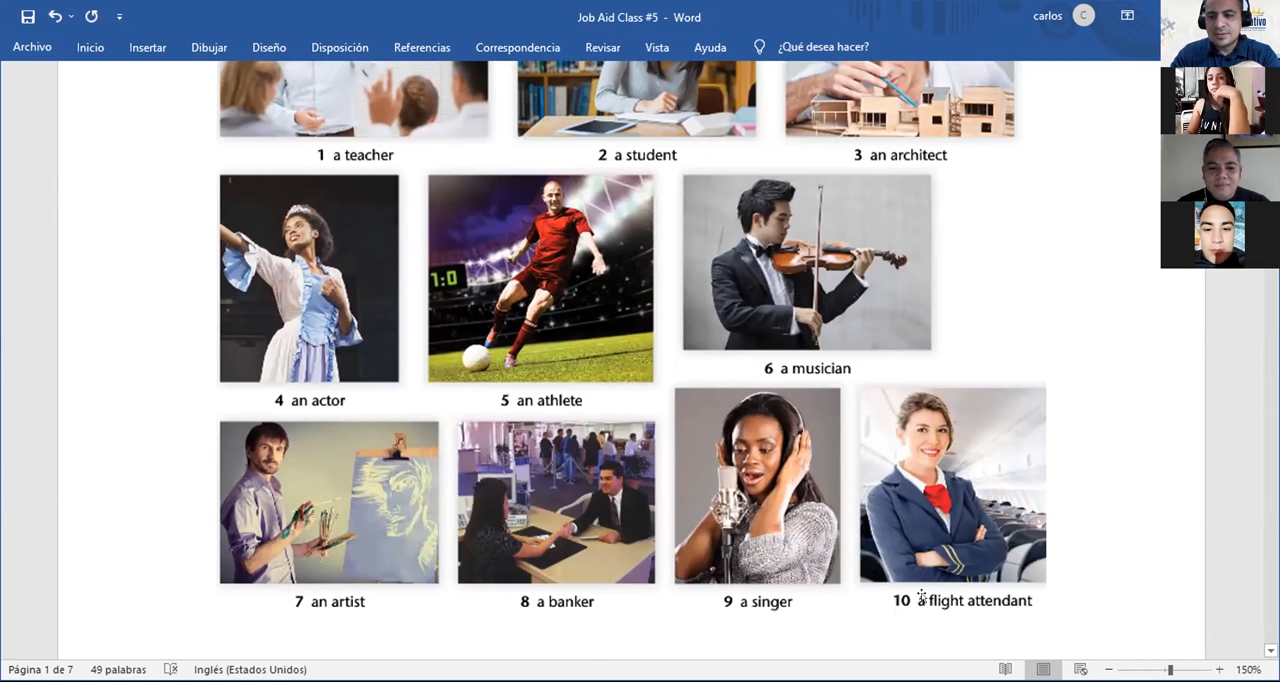 Job Aid Class #5 - Word
carlos
C
Archivo Inicio Insertar Dibujar Diseño Disposición Referencias Correspondencia Revisar Vista Ayuda ¿Qué desea hacer?
1 a teacher 2 a student 3 an architect
1:0
6 a musician
4 an actor 5 an athlete
7 an artist 8 a banker 9 a singer 10 a flight attendant
Página 1 de 7 49 palabras Inglés (Estados Unidos) 150%